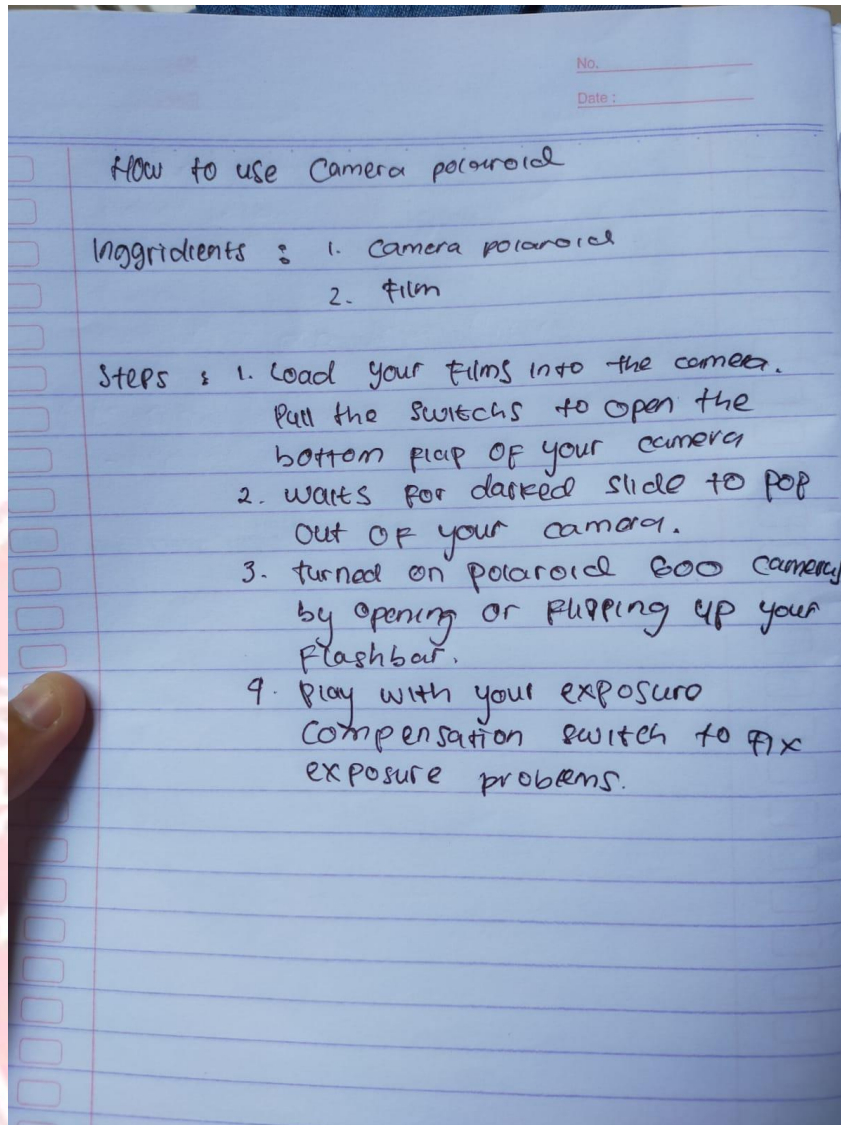 No.
Date :
How to use Camera polouroid
Inggridients : 1. Camera polaroid
2. Film
Steps : 1. Load your films into the camera.
Pull the switchs to open the
bottom flap of your camera
2. waits for darked slide to pop
out of your camera.
3. turned on polaroid 600 camera
by opening or flipping up your
Flashbar.
4. Play with your exposure
compensation switch to fix
exposure problems.